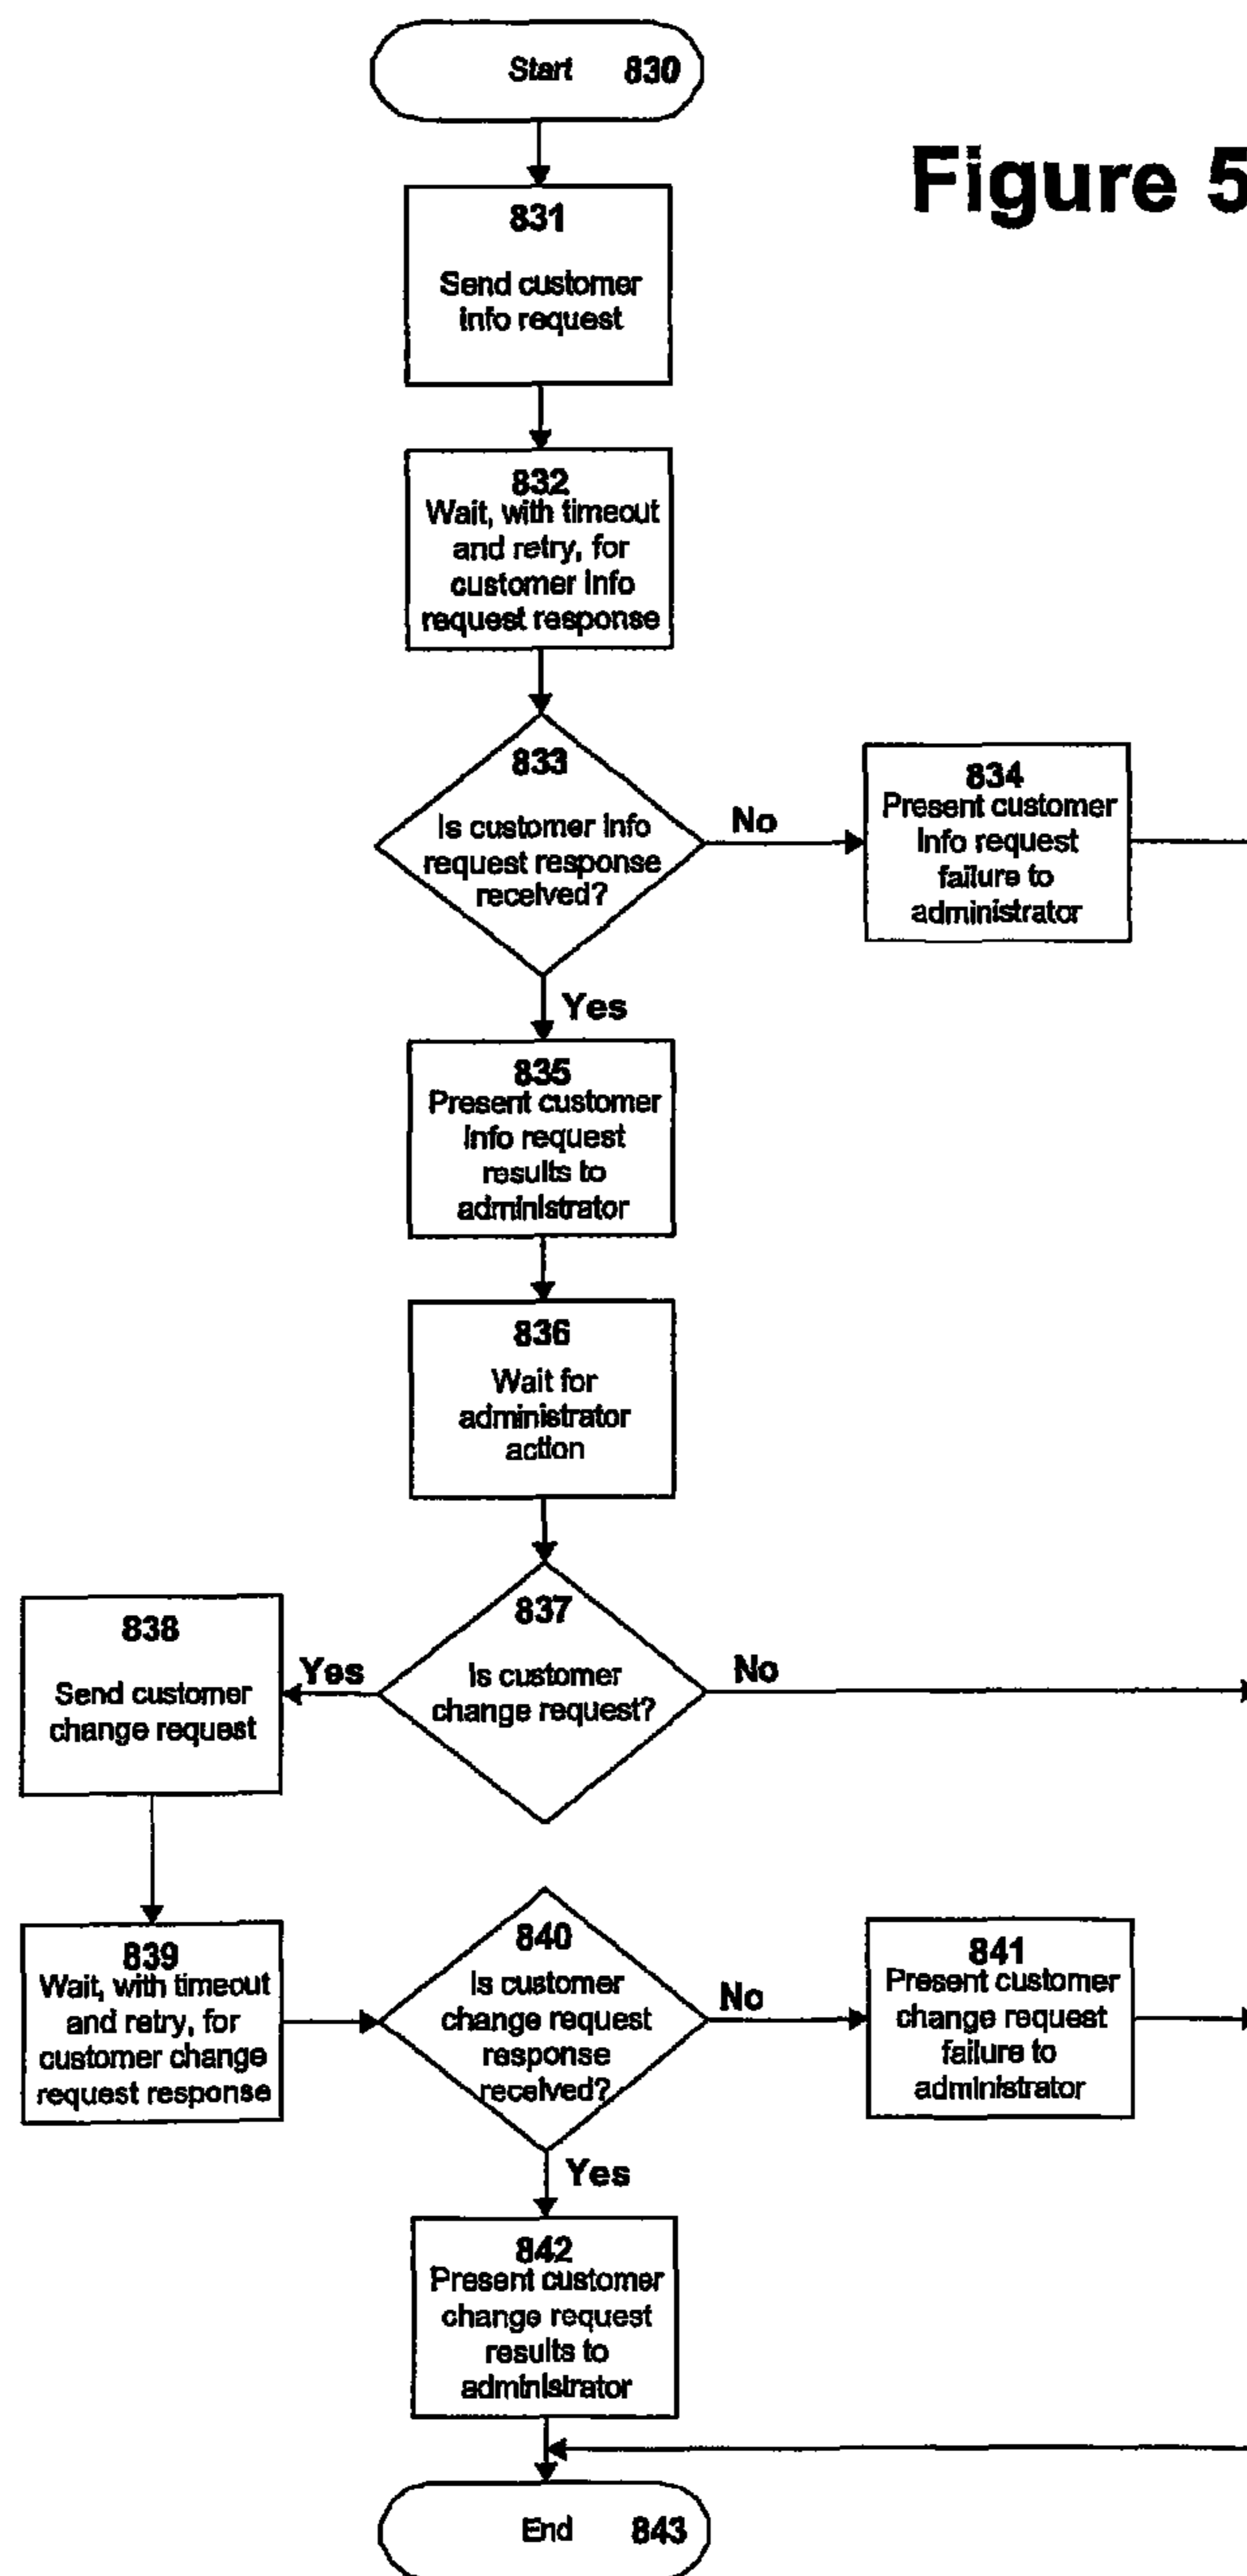 Start 830
Figure 5
831
Send customer
info request
832
Wait, with timeout
and retry, for
customer info
request response
833
Is customer info
request response
received?
No
834
Present customer
info request
failure to
administrator
Yes
835
Present customer
info request
results to
administrator
836
Wait for
administrator
action
837
Is customer
change request?
Yes
No
838
Send customer
change request
839
Wait, with timeout
and retry, for
customer change
request response
840
Is customer
change request
response
received?
No
841
Present customer
change request
failure to
administrator
Yes
842
Present customer
change request
results to
administrator
End 843